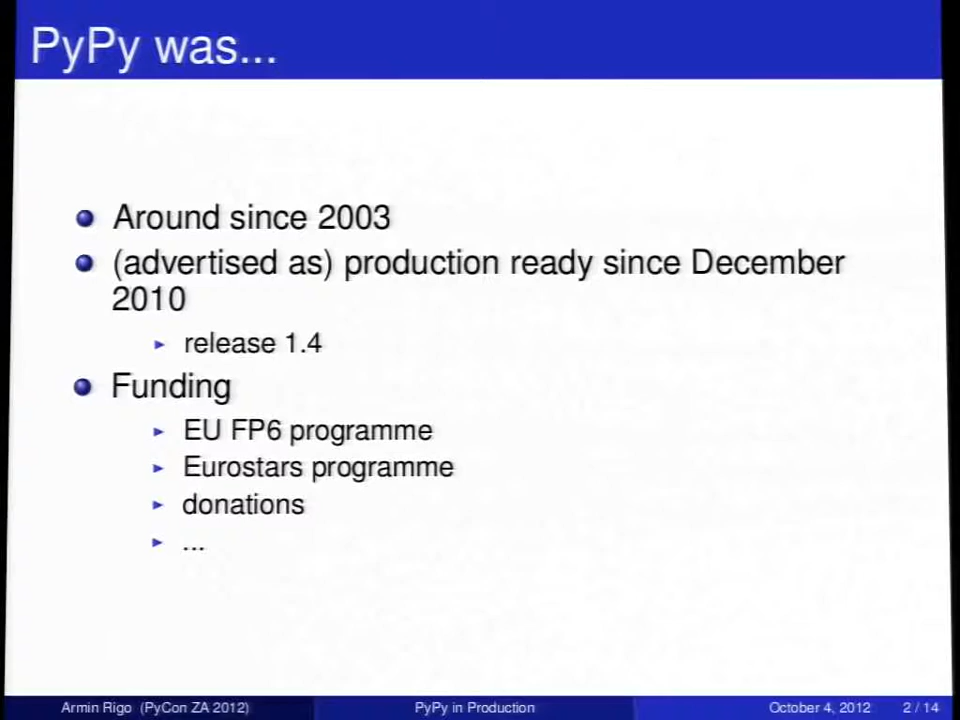 PyPy was...
Around since 2003
(advertised as) production ready since December
2010
release 1.4
Funding
EU FP6 programme
Eurostars programme
donations
...
Armin Rigo (PyCon ZA 2012)
PyPy in Production
October 4, 2012
2 / 14